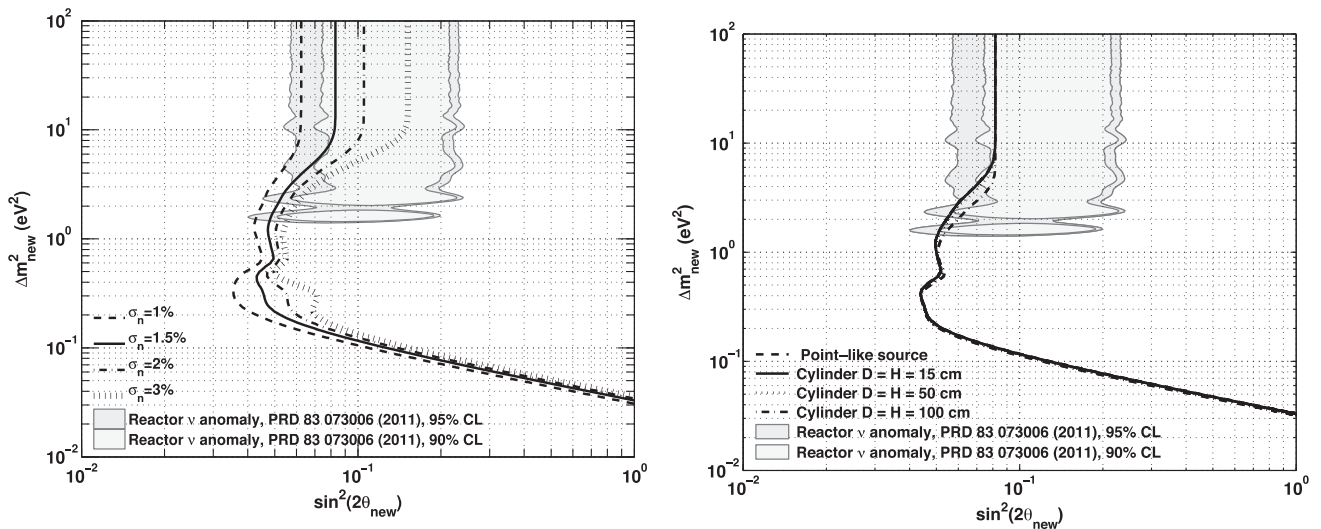 10²
10¹
10⁰
10⁻¹
10⁻²
Δm²new (eV²)
σn=1%
σn=1.5%
σn=2%
σn=3%
Reactor ν anomaly, PRD 83 073006 (2011), 95% CL
Reactor ν anomaly, PRD 83 073006 (2011), 90% CL
10⁻² 10⁻¹ 10⁰
sin²(2θnew)
10²
10¹
10⁰
10⁻¹
10⁻²
Δm²new (eV²)
Point–like source
Cylinder D = H = 15 cm
Cylinder D = H = 50 cm
Cylinder D = H = 100 cm
Reactor ν anomaly, PRD 83 073006 (2011), 95% CL
Reactor ν anomaly, PRD 83 073006 (2011), 90% CL
10⁻² 10⁻¹ 10⁰
sin²(2θnew)